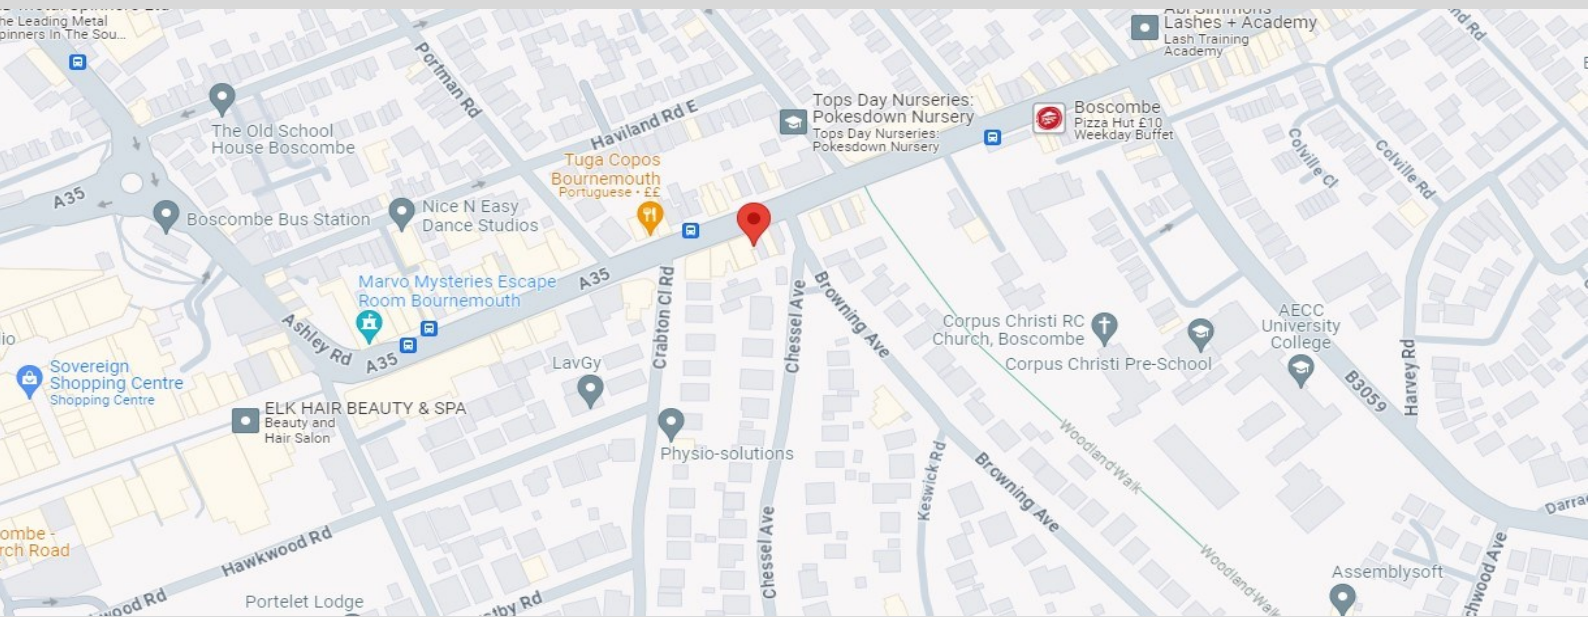 The Leading Metal
Spinners In The Sou...
Portman Rd
Abi Simmons
Lashes + Academy
Lash Training
Academy
The Old School
House Boscombe
Haviland Rd E
Tops Day Nurseries:
Pokesdown Nursery
Tops Day Nurseries:
Pokesdown Nursery
Boscombe
Pizza Hut £10
Weekday Buffet
Colville Cl
Colville Rd
Tuga Copos
Bournemouth
Portuguese • ££
A35
Boscombe Bus Station
Nice N Easy
Dance Studios
Marvo Mysteries Escape
Room Bournemouth
A35
Ashley Rd
A35
Crabton Cl Rd
Chessel Ave
Browning Ave
Corpus Christi RC
Church, Boscombe
Corpus Christi Pre-School
AECC
University
College
B3059
Harvey Rd
Sovereign
Shopping Centre
Shopping Centre
LavGy
ELK HAIR BEAUTY & SPA
Beauty and
Hair Salon
Physio-solutions
Woodland Walk
Keswick Rd
Browning Ave
Chessel Ave
Hawkwood Rd
Woodland Walk
Assemblysoft
Portelet Lodge